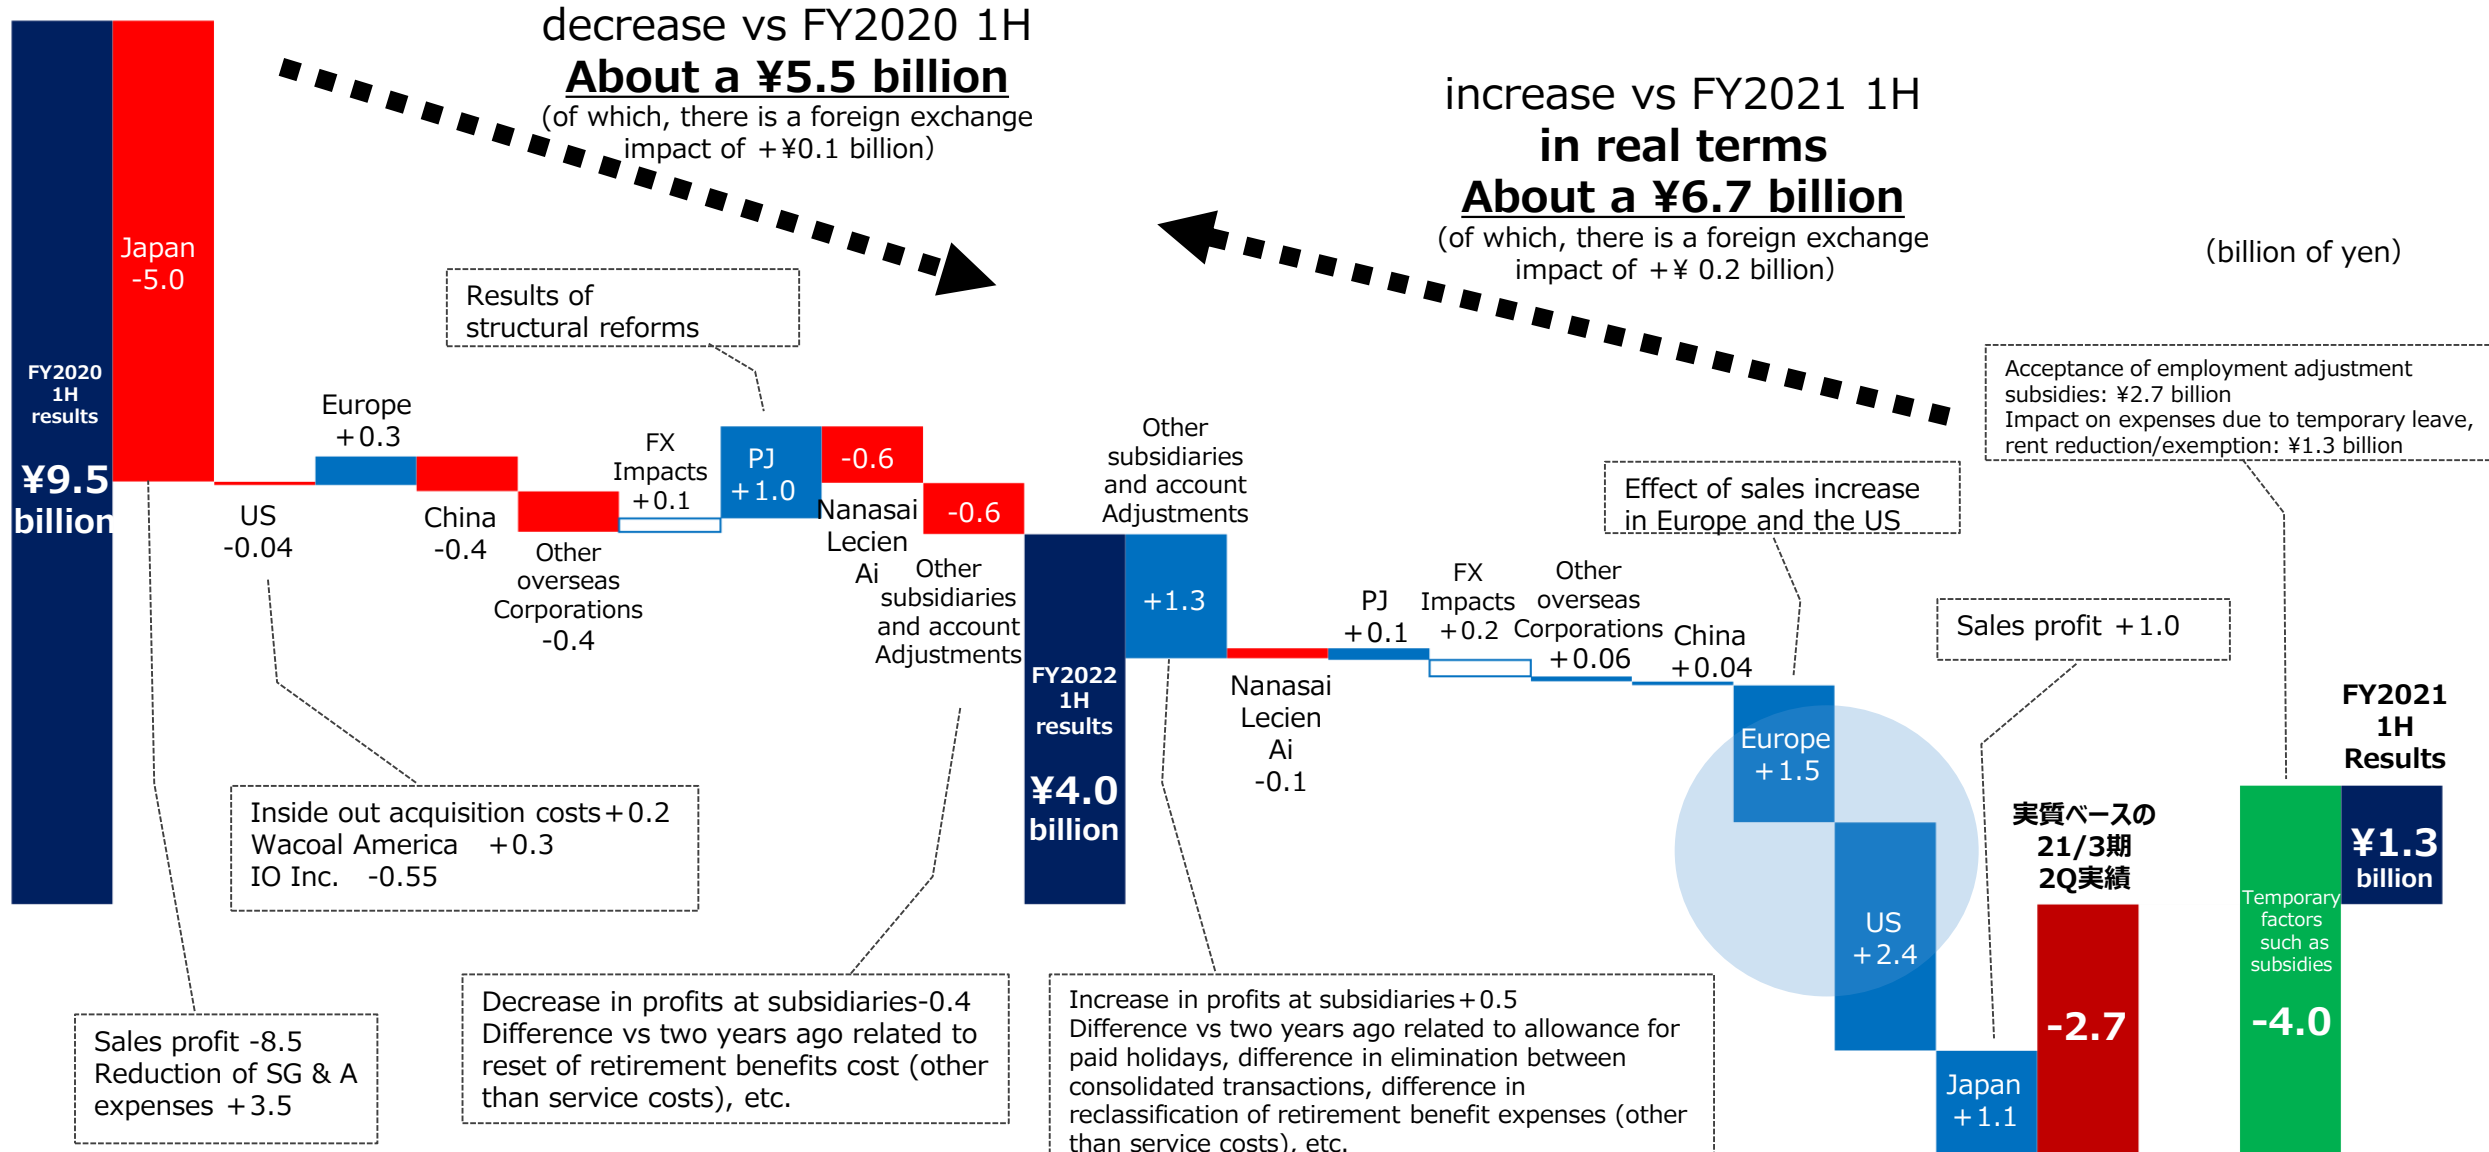 decrease vs FY2020 1H
About a ¥5.5 billion
(of which, there is a foreign exchange
impact of +¥0.1 billion)
increase vs FY2021 1H
in real terms
About a ¥6.7 billion
(of which, there is a foreign exchange
impact of +¥ 0.2 billion)
(billion of yen)
FY2020
1H
results
¥9.5
billion
Japan
-5.0
US
-0.04
Europe
+0.3
China
-0.4
Other
overseas
Corporations
-0.4
FX
Impacts
+0.1
Results of
structural reforms
PJ
+1.0
-0.6
Nanasai
Lecien
Ai
-0.6
Other
subsidiaries
and account
Adjustments
FY2022
1H
results
¥4.0
billion
Other
subsidiaries
and account
Adjustments
+1.3
Nanasai
Lecien
Ai
-0.1
PJ
+0.1
FX
Impacts
+0.2
Other
overseas
Corporations
+0.06
China
+0.04
Effect of sales increase
in Europe and the US
Europe
+1.5
US
+2.4
Sales profit +1.0
Japan
+1.1
実質ベースの
21/3期
2Q実績
-2.7
Acceptance of employment adjustment
subsidies: ¥2.7 billion
Impact on expenses due to temporary leave,
rent reduction/exemption: ¥1.3 billion
Temporary
factors
such as
subsidies
-4.0
FY2021
1H
Results
¥1.3
billion
Inside out acquisition costs+0.2
Wacoal America +0.3
IO Inc. -0.55
Sales profit -8.5
Reduction of SG & A
expenses +3.5
Decrease in profits at subsidiaries-0.4
Difference vs two years ago related to
reset of retirement benefits cost (other
than service costs), etc.
Increase in profits at subsidiaries+0.5
Difference vs two years ago related to allowance for
paid holidays, difference in elimination between
consolidated transactions, difference in
reclassification of retirement benefit expenses (other
than service costs), etc.